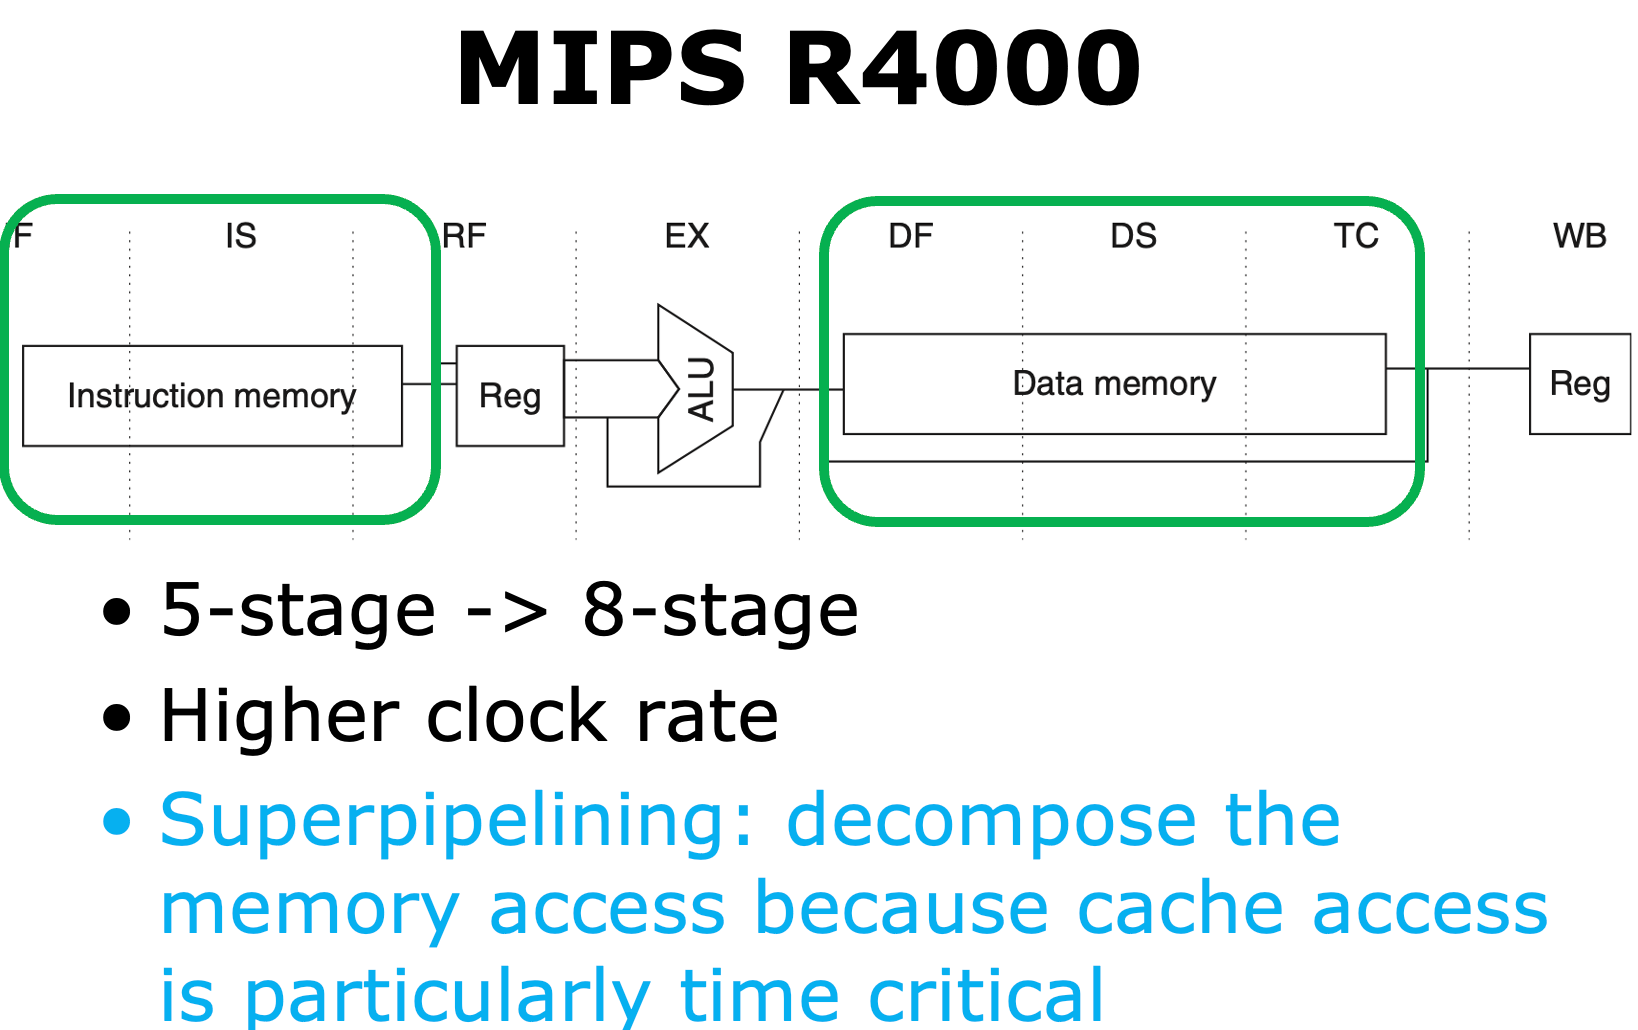 MIPS R4000
IF IS RF EX DF DS TC WB
Instruction memory Reg ALU Data memory Reg
• 5-stage -> 8-stage
• Higher clock rate
• Superpipelining: decompose the
memory access because cache access
is particularly time critical